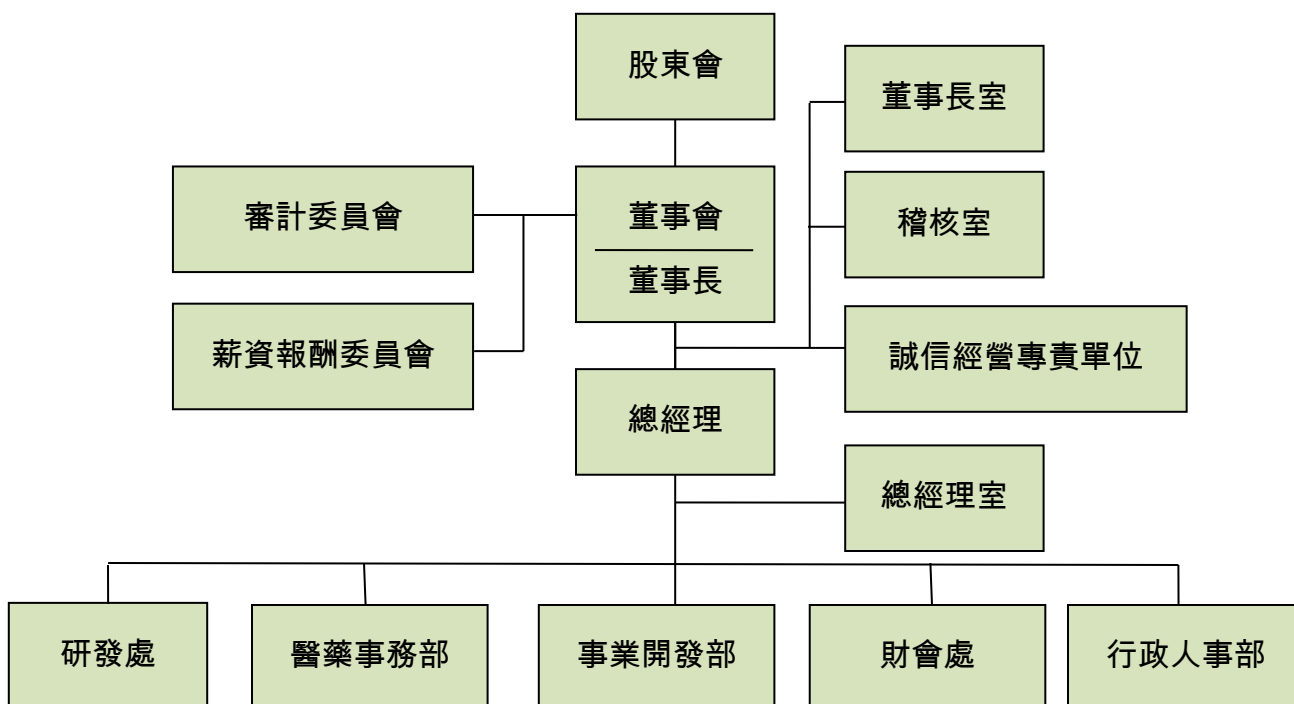 股東會
董事長室
審計委員會
董事會
董事長
稽核室
薪資報酬委員會
誠信經營專責單位
總經理
總經理室
研發處
醫藥事務部
事業開發部
財會處
行政人事部